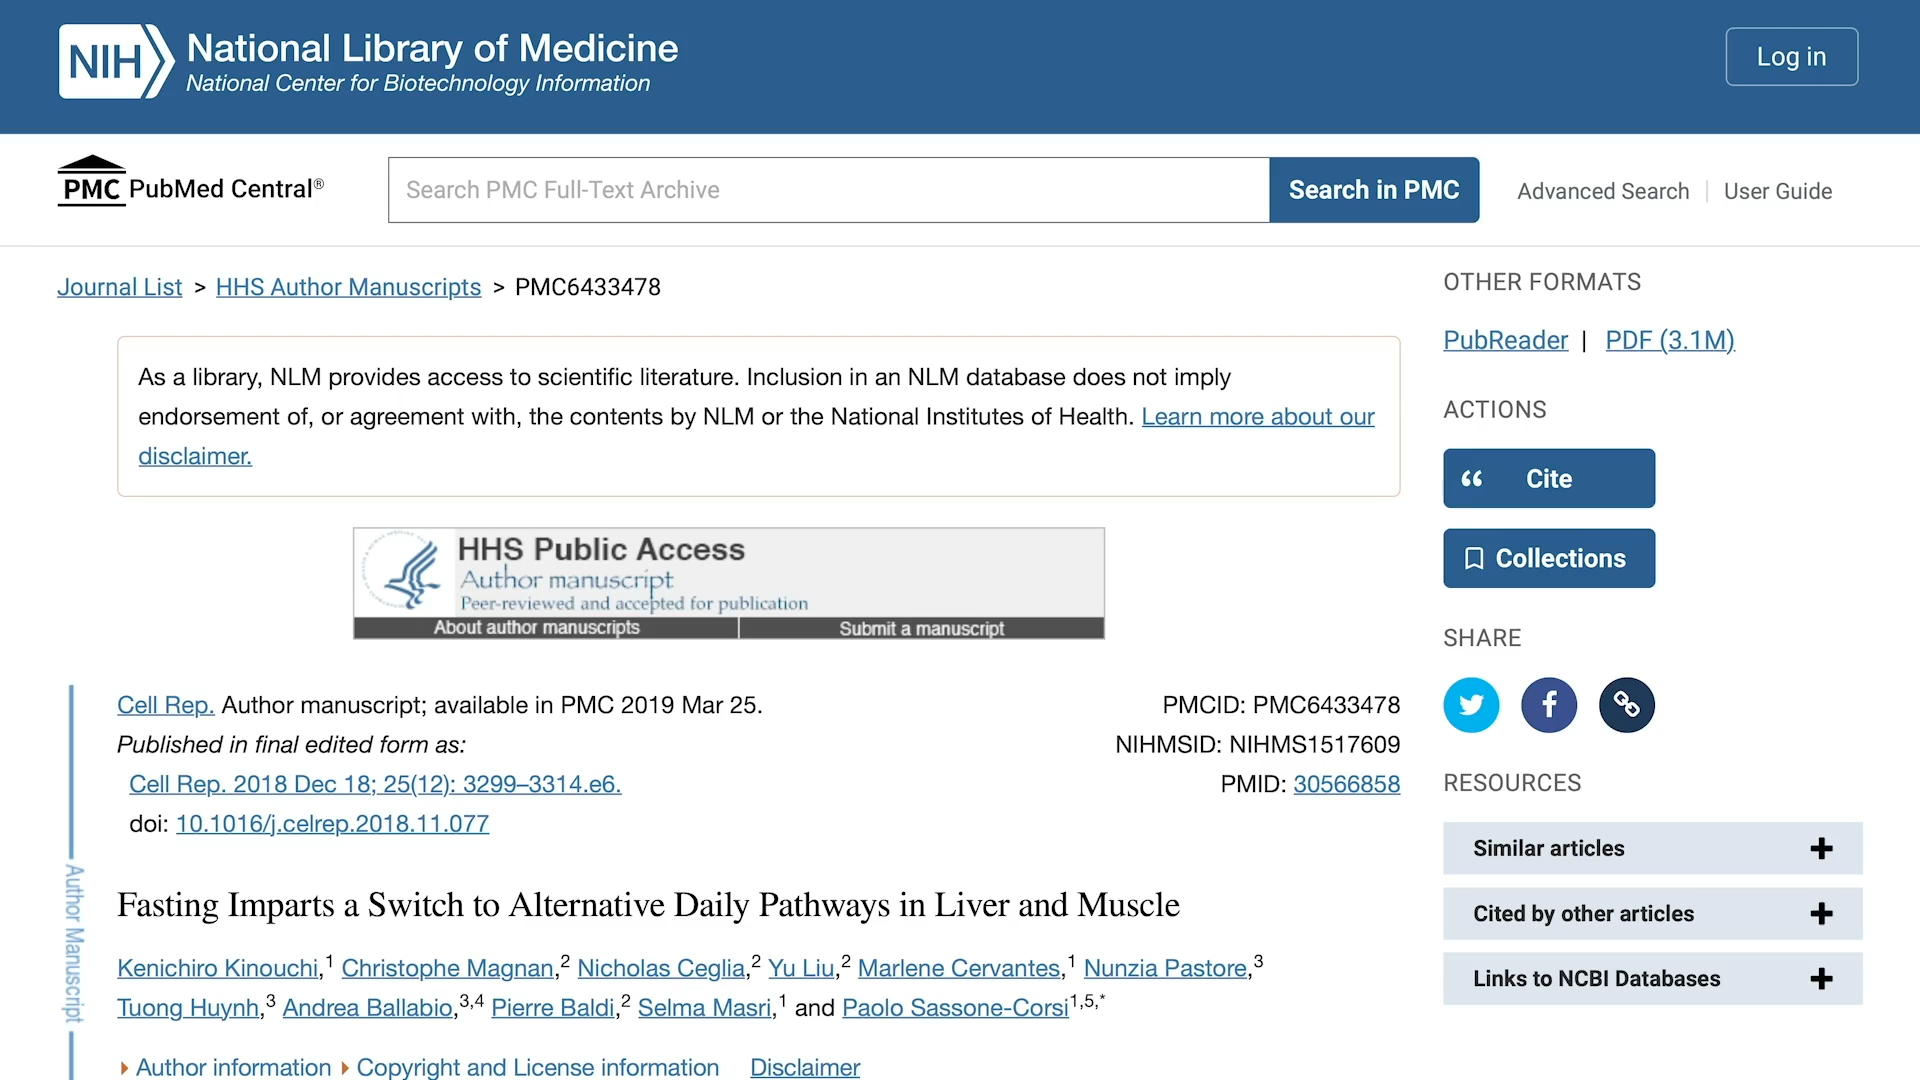 NIH National Library of Medicine
National Center for Biotechnology Information
Log in
PMC PubMed Central®
Search PMC Full-Text Archive
Search in PMC
Advanced Search | User Guide
Journal List > HHS Author Manuscripts > PMC6433478
As a library, NLM provides access to scientific literature. Inclusion in an NLM database does not imply
endorsement of, or agreement with, the contents by NLM or the National Institutes of Health. Learn more about our
disclaimer.
HHS Public Access
Author manuscript
Peer-reviewed and accepted for publication
About author manuscripts
Submit a manuscript
Cell Rep. Author manuscript; available in PMC 2019 Mar 25.
Published in final edited form as:
Cell Rep. 2018 Dec 18; 25(12): 3299–3314.e6.
doi: 10.1016/j.celrep.2018.11.077
PMCID: PMC6433478
NIHMSID: NIHMS1517609
PMID: 30566858
Author Manuscript
Fasting Imparts a Switch to Alternative Daily Pathways in Liver and Muscle
Kenichiro Kinouchi,1 Christophe Magnan,2 Nicholas Ceglia,2 Yu Liu,2 Marlene Cervantes,1 Nunzia Pastore,3
Tuong Huynh,3 Andrea Ballabio,3,4 Pierre Baldi,2 Selma Masri,1 and Paolo Sassone-Corsi1,5,*
Author information Copyright and License information Disclaimer
OTHER FORMATS
PubReader | PDF (3.1M)
ACTIONS
Cite
Collections
SHARE
RESOURCES
Similar articles
Cited by other articles
Links to NCBI Databases